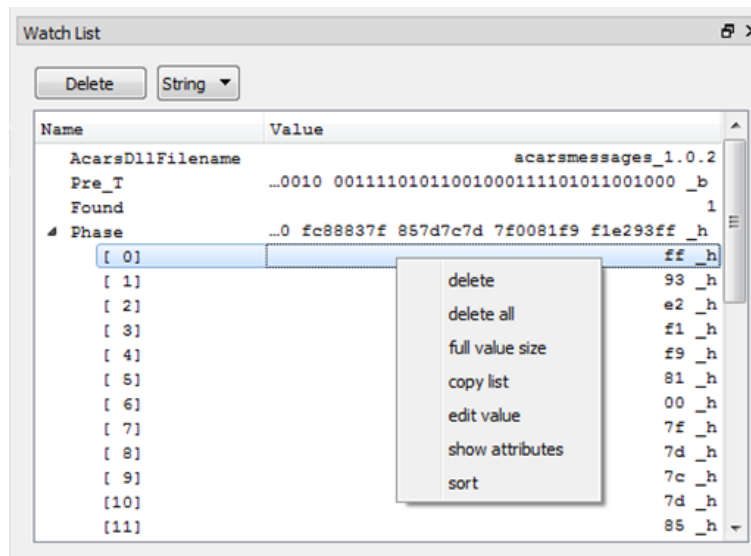 Watch List
Delete String
Name Value
AcarsDllFilename acarsmessages_1.0.2
Pre_T …0010 00111101011001000111101011001000 _b
Found 1
Phase …0 fc88837f 857d7c7d 7f0081f9 f1e293ff _h
[ 0] ff _h
[ 1] 93 _h
[ 2] e2 _h
[ 3] f1 _h
[ 4] f9 _h
[ 5] 81 _h
[ 6] 00 _h
[ 7] 7f _h
[ 8] 7d _h
[ 9] 7c _h
[10] 7d _h
[11] 85 _h
delete
delete all
full value size
copy list
edit value
show attributes
sort